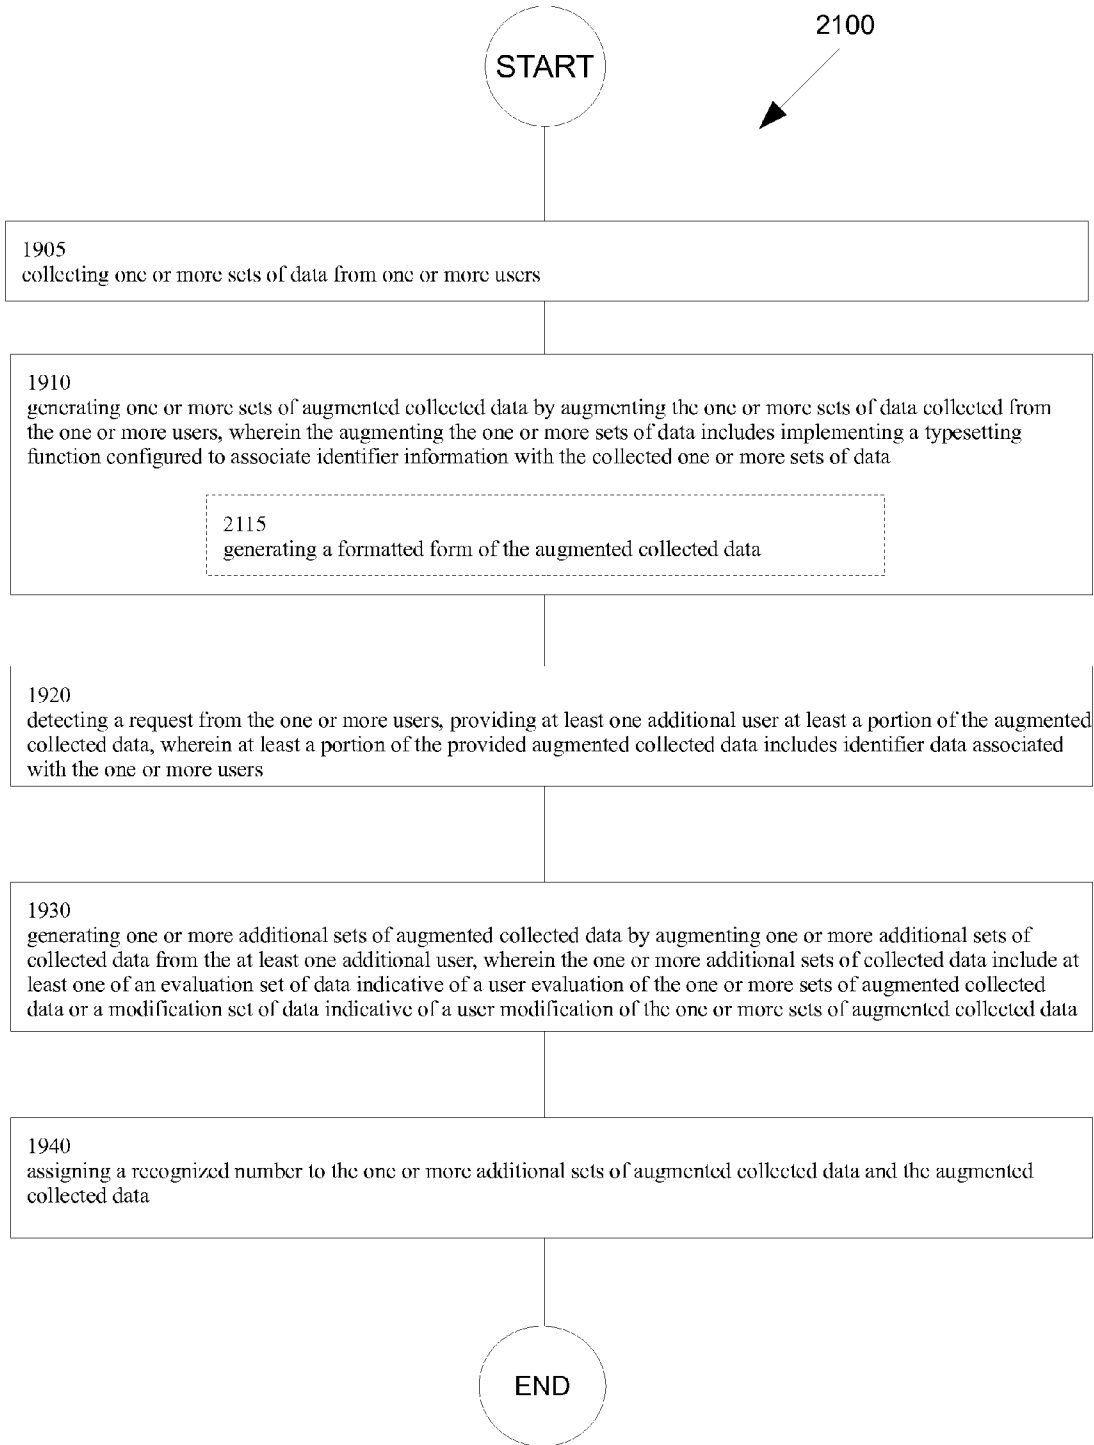 START
2100
1905
collecting one or more sets of data from one or more users
1910
generating one or more sets of augmented collected data by augmenting the one or more sets of data collected from
the one or more users, wherein the augmenting the one or more sets of data includes implementing a typesetting
function configured to associate identifier information with the collected one or more sets of data
2115
generating a formatted form of the augmented collected data
1920
detecting a request from the one or more users, providing at least one additional user at least a portion of the augmented
collected data, wherein at least a portion of the provided augmented collected data includes identifier data associated
with the one or more users
1930
generating one or more additional sets of augmented collected data by augmenting one or more additional sets of
collected data from the at least one additional user, wherein the one or more additional sets of collected data include at
least one of an evaluation set of data indicative of a user evaluation of the one or more sets of augmented collected
data or a modification set of data indicative of a user modification of the one or more sets of augmented collected data
1940
assigning a recognized number to the one or more additional sets of augmented collected data and the augmented
collected data
END